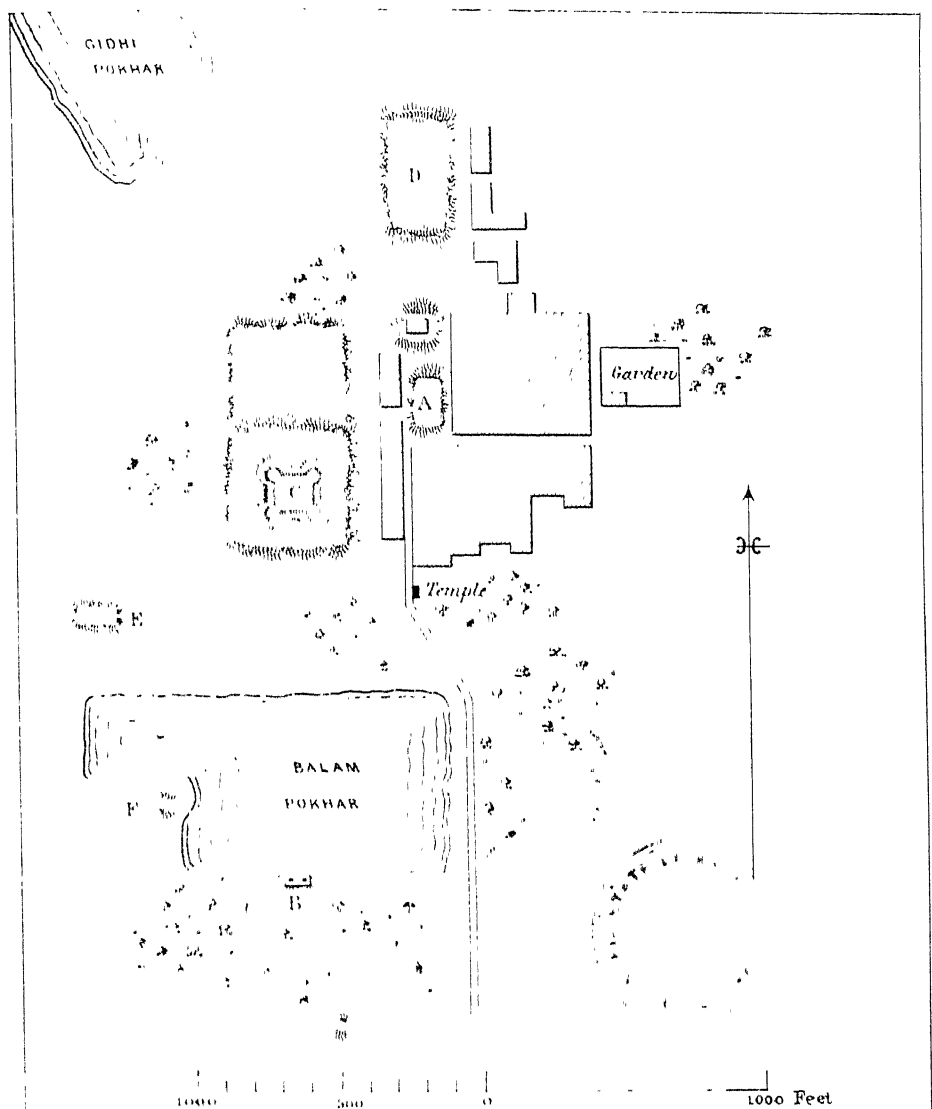 GIDHI
POKHAR
D
A
Garden
C
Temple
E
BALAM
POKHAR
F
B
1000 500 0 1000 Feet